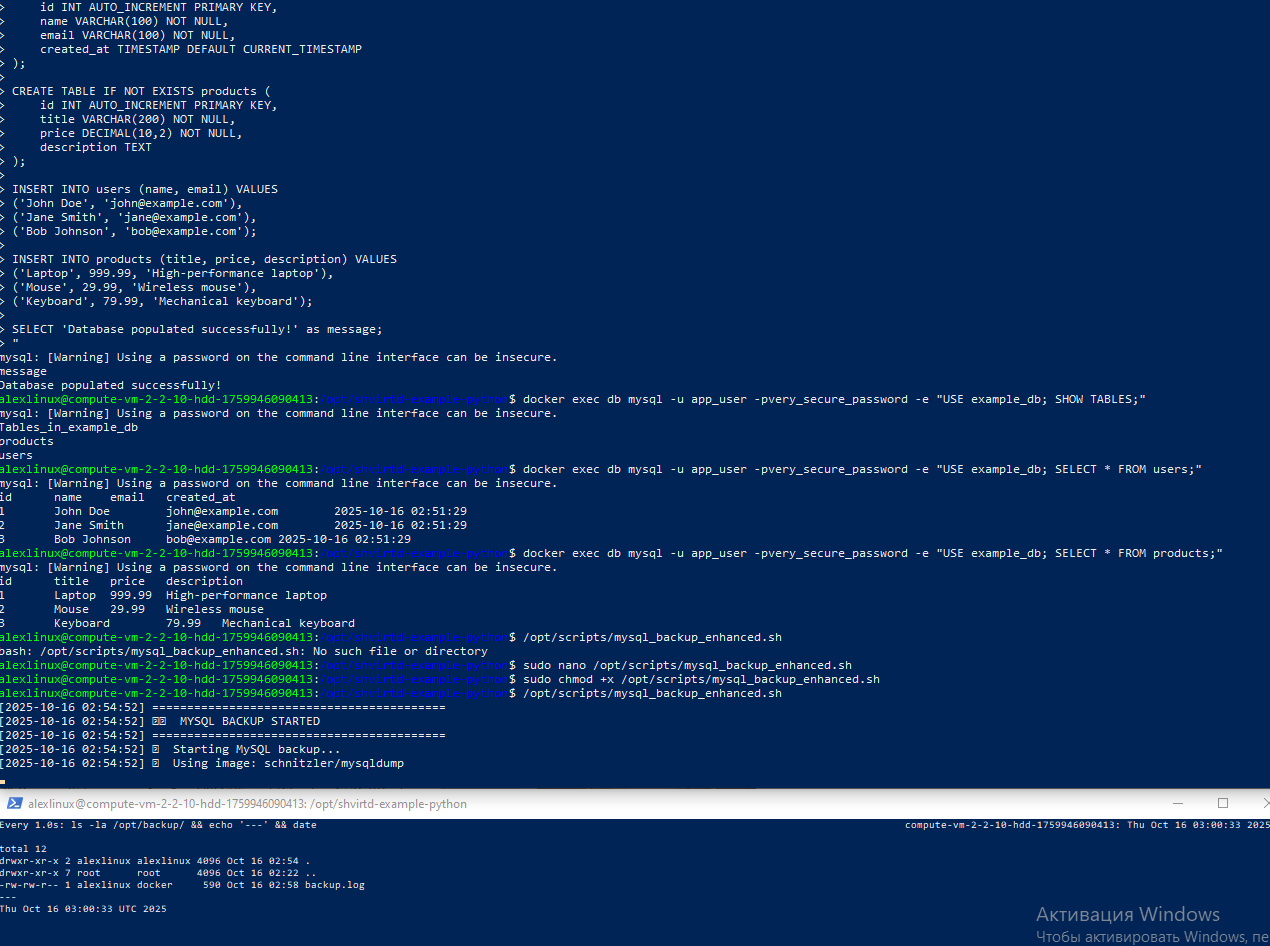 >     id INT AUTO_INCREMENT PRIMARY KEY,
>     name VARCHAR(100) NOT NULL,
>     email VARCHAR(100) NOT NULL,
>     created_at TIMESTAMP DEFAULT CURRENT_TIMESTAMP
> );
>
> CREATE TABLE IF NOT EXISTS products (
>     id INT AUTO_INCREMENT PRIMARY KEY,
>     title VARCHAR(200) NOT NULL,
>     price DECIMAL(10,2) NOT NULL,
>     description TEXT
> );
>
> INSERT INTO users (name, email) VALUES
> ('John Doe', 'john@example.com'),
> ('Jane Smith', 'jane@example.com'),
> ('Bob Johnson', 'bob@example.com');
>
> INSERT INTO products (title, price, description) VALUES
> ('Laptop', 999.99, 'High-performance laptop'),
> ('Mouse', 29.99, 'Wireless mouse'),
> ('Keyboard', 79.99, 'Mechanical keyboard');
>
> SELECT 'Database populated successfully!' as message;
> "
mysql: [Warning] Using a password on the command line interface can be insecure.
message
Database populated successfully!
alexlinux@compute-vm-2-2-10-hdd-1759946090413:/opt/shvirtd-example-python$ docker exec db mysql -u app_user -pvery_secure_password -e "USE example_db; SHOW TABLES;"
mysql: [Warning] Using a password on the command line interface can be insecure.
Tables_in_example_db
products
users
alexlinux@compute-vm-2-2-10-hdd-1759946090413:/opt/shvirtd-example-python$ docker exec db mysql -u app_user -pvery_secure_password -e "USE example_db; SELECT * FROM users;"
mysql: [Warning] Using a password on the command line interface can be insecure.
id      name    email   created_at
1       John Doe        john@example.com        2025-10-16 02:51:29
2       Jane Smith      jane@example.com        2025-10-16 02:51:29
3       Bob Johnson     bob@example.com 2025-10-16 02:51:29
alexlinux@compute-vm-2-2-10-hdd-1759946090413:/opt/shvirtd-example-python$ docker exec db mysql -u app_user -pvery_secure_password -e "USE example_db; SELECT * FROM products;"
mysql: [Warning] Using a password on the command line interface can be insecure.
id      title   price   description
1       Laptop  999.99  High-performance laptop
2       Mouse   29.99   Wireless mouse
3       Keyboard        79.99   Mechanical keyboard
alexlinux@compute-vm-2-2-10-hdd-1759946090413:/opt/shvirtd-example-python$ /opt/scripts/mysql_backup_enhanced.sh
bash: /opt/scripts/mysql_backup_enhanced.sh: No such file or directory
alexlinux@compute-vm-2-2-10-hdd-1759946090413:/opt/shvirtd-example-python$ sudo nano /opt/scripts/mysql_backup_enhanced.sh
alexlinux@compute-vm-2-2-10-hdd-1759946090413:/opt/shvirtd-example-python$ sudo chmod +x /opt/scripts/mysql_backup_enhanced.sh
alexlinux@compute-vm-2-2-10-hdd-1759946090413:/opt/shvirtd-example-python$ /opt/scripts/mysql_backup_enhanced.sh
[2025-10-16 02:54:52] ==========================================
[2025-10-16 02:54:52] MYSQL BACKUP STARTED
[2025-10-16 02:54:52] ==========================================
[2025-10-16 02:54:52] Starting MySQL backup...
[2025-10-16 02:54:52] Using image: schnitzler/mysqldump
alexlinux@compute-vm-2-2-10-hdd-1759946090413: /opt/shvirtd-example-python
Every 1.0s: ls -la /opt/backup/ && echo '---' && date    compute-vm-2-2-10-hdd-1759946090413: Thu Oct 16 03:00:33 2025
total 12
drwxr-xr-x 2 alexlinux alexlinux 4096 Oct 16 02:54 .
drwxr-xr-x 7 root      root      4096 Oct 16 02:22 ..
-rw-rw-r-- 1 alexlinux docker     590 Oct 16 02:58 backup.log
---
Thu Oct 16 03:00:33 UTC 2025
Активация Windows
Чтобы активировать Windows, пе